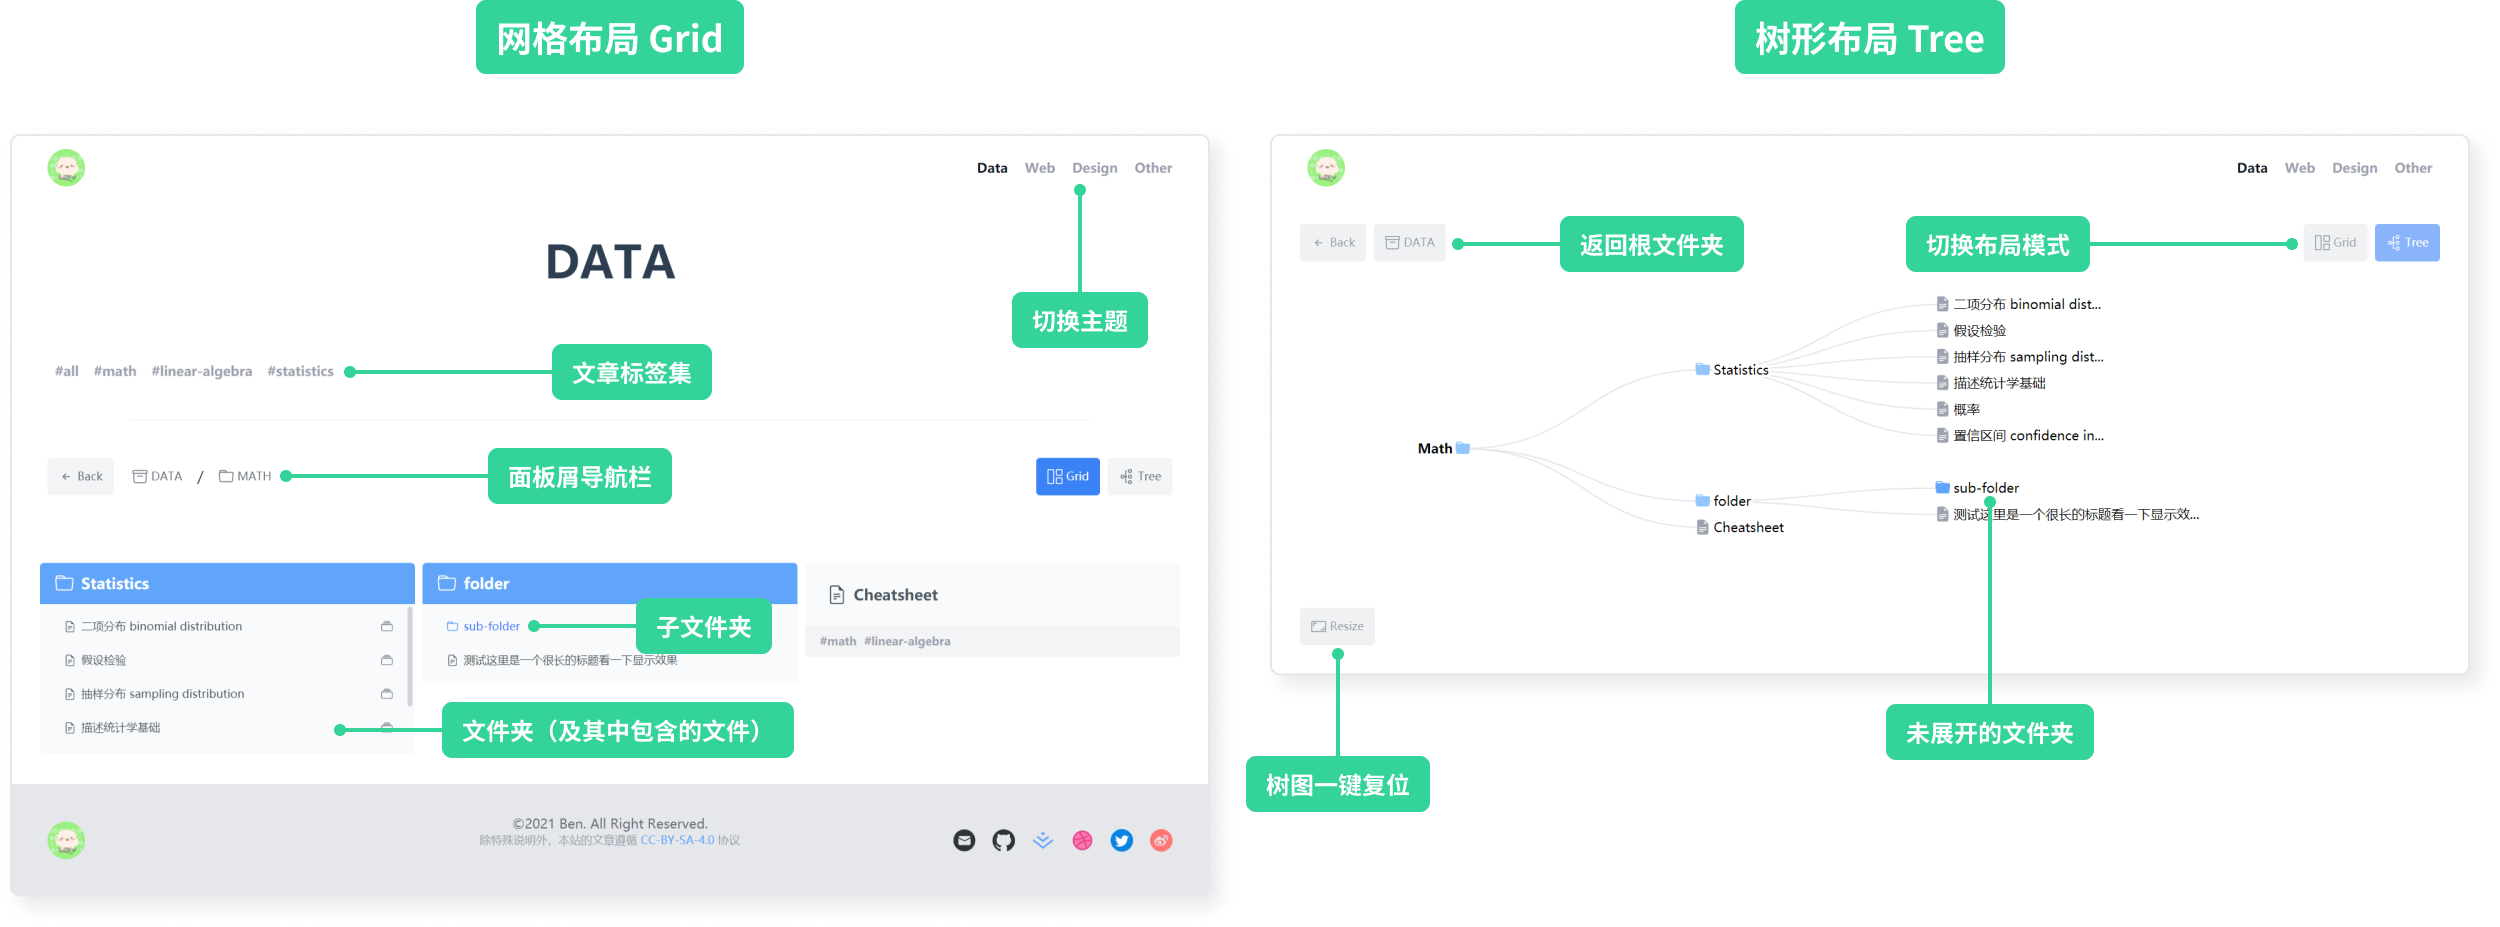 网格布局 Grid
Data Web Design Other
DATA
切换主题
#all #math #linear-algebra #statistics
文章标签集
← Back DATA / MATH
面板屑导航栏
Grid Tree
Statistics
二项分布 binomial distribution
假设检验
抽样分布 sampling distribution
描述统计学基础
folder
sub-folder
子文件夹
测试这里是一个很长的标题看一下显示效果
文件夹（及其中包含的文件）
Cheatsheet
#math #linear-algebra
©2021 Ben. All Right Reserved.
除特殊说明外，本站的文章遵循 CC-BY-SA-4.0 协议
树形布局 Tree
Data Web Design Other
← Back DATA
返回根文件夹
切换布局模式
Grid Tree
二项分布 binomial dist...
假设检验
抽样分布 sampling dist...
Statistics
描述统计学基础
概率
置信区间 confidence in...
Math
sub-folder
folder
测试这里是一个很长的标题看一下显示效...
Cheatsheet
Resize
未展开的文件夹
树图一键复位